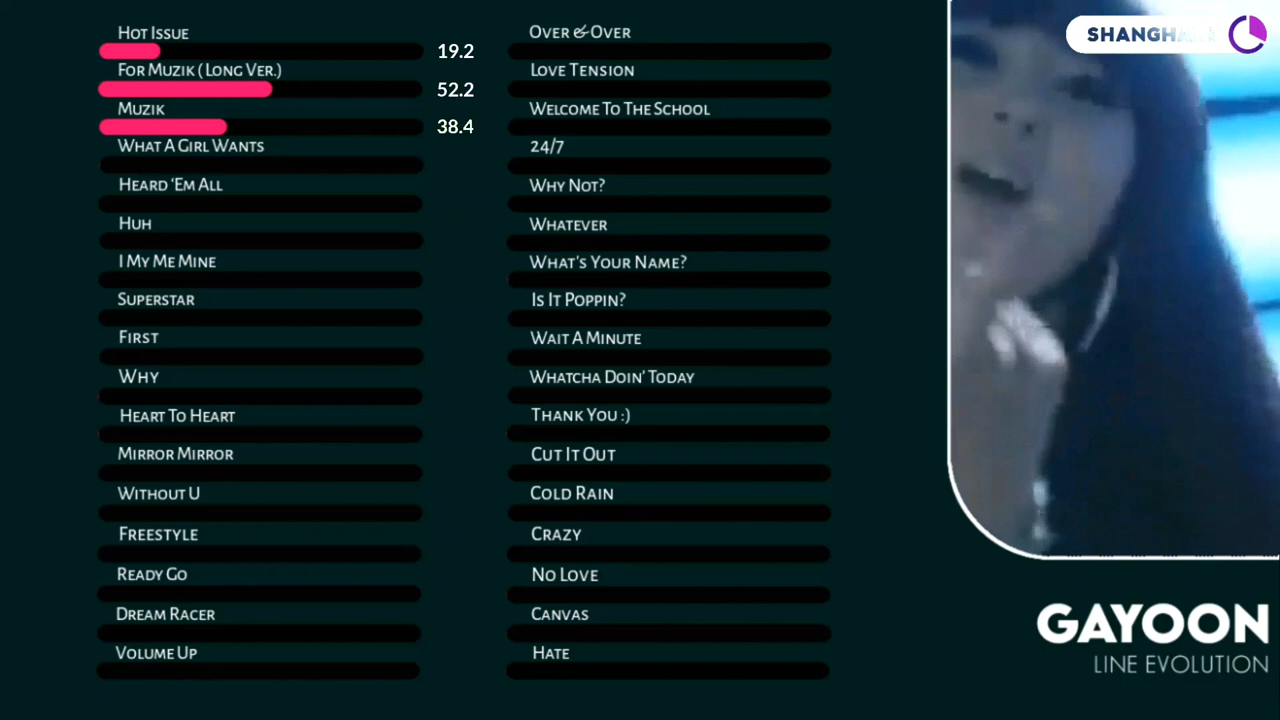 Hot Issue
19.2
For Muzik (Long Ver.)
52.2
Muzik
38.4
What A Girl Wants
Heard ‘Em All
Huh
I My Me Mine
Superstar
First
Why
Heart To Heart
Mirror Mirror
Without U
Freestyle
Ready Go
Dream Racer
Volume Up
Over & Over
Love Tension
Welcome To The School
24/7
Why Not?
Whatever
What's Your Name?
Is It Poppin?
Wait A Minute
Whatcha Doin' Today
Thank You :)
Cut It Out
Cold Rain
Crazy
No Love
Canvas
Hate
GAYOON
LINE EVOLUTION